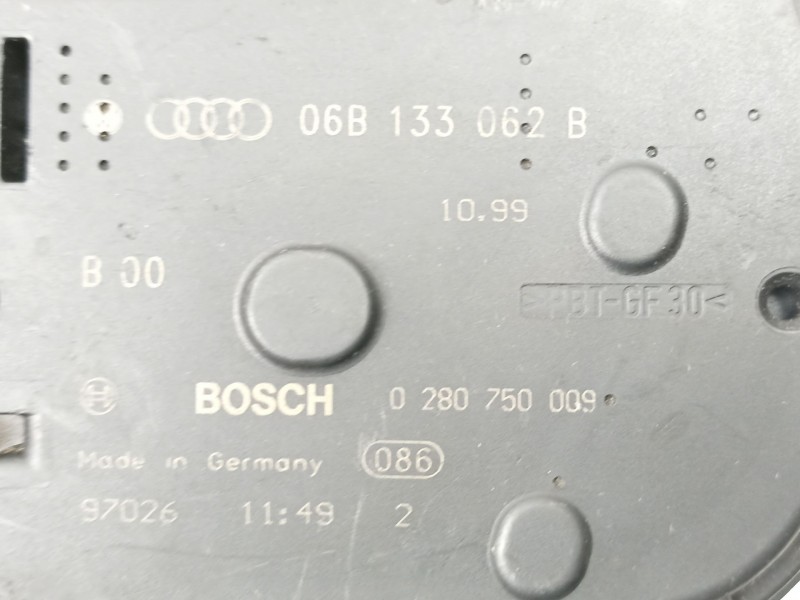 06B 133 062 B
10.99
B 00
>PBT-GF30<
BOSCH 0 280 750 009
Made in Germany 086
97026 11:49 2